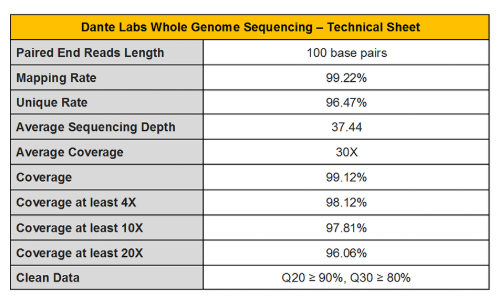 Dante Labs Whole Genome Sequencing – Technical Sheet
Paired End Reads Length 100 base pairs
Mapping Rate 99.22%
Unique Rate 96.47%
Average Sequencing Depth 37.44
Average Coverage 30X
Coverage 99.12%
Coverage at least 4X 98.12%
Coverage at least 10X 97.81%
Coverage at least 20X 96.06%
Clean Data Q20 ≥ 90%, Q30 ≥ 80%